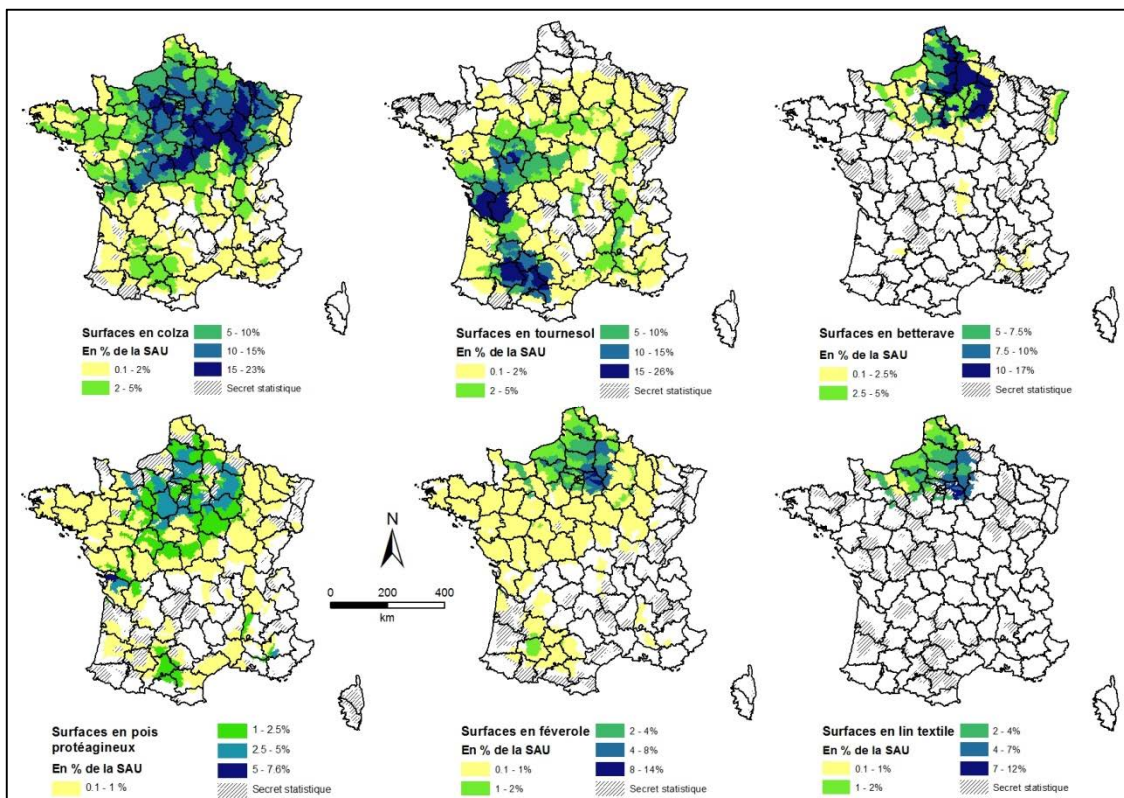 Surfaces en colza
En % de la SAU
0.1 - 2%
2 - 5%
5 - 10%
10 - 15%
15 - 23%
Secret statistique
Surfaces en tournesol
En % de la SAU
0.1 - 2%
2 - 5%
5 - 10%
10 - 15%
15 - 26%
Secret statistique
Surfaces en betterave
En % de la SAU
0.1 - 2.5%
2.5 - 5%
5 - 7.5%
7.5 - 10%
10 - 17%
Secret statistique
N
0 200 400
km
Surfaces en pois
protéagineux
En % de la SAU
0.1 - 1 %
1 - 2.5%
2.5 - 5%
5 - 7.6%
Secret statistique
Surfaces en féverole
En % de la SAU
0.1 - 1%
1 - 2%
2 - 4%
4 - 8%
8 - 14%
Secret statistique
Surfaces en lin textile
En % de la SAU
0.1 - 1%
1 - 2%
2 - 4%
4 - 7%
7 - 12%
Secret statistique